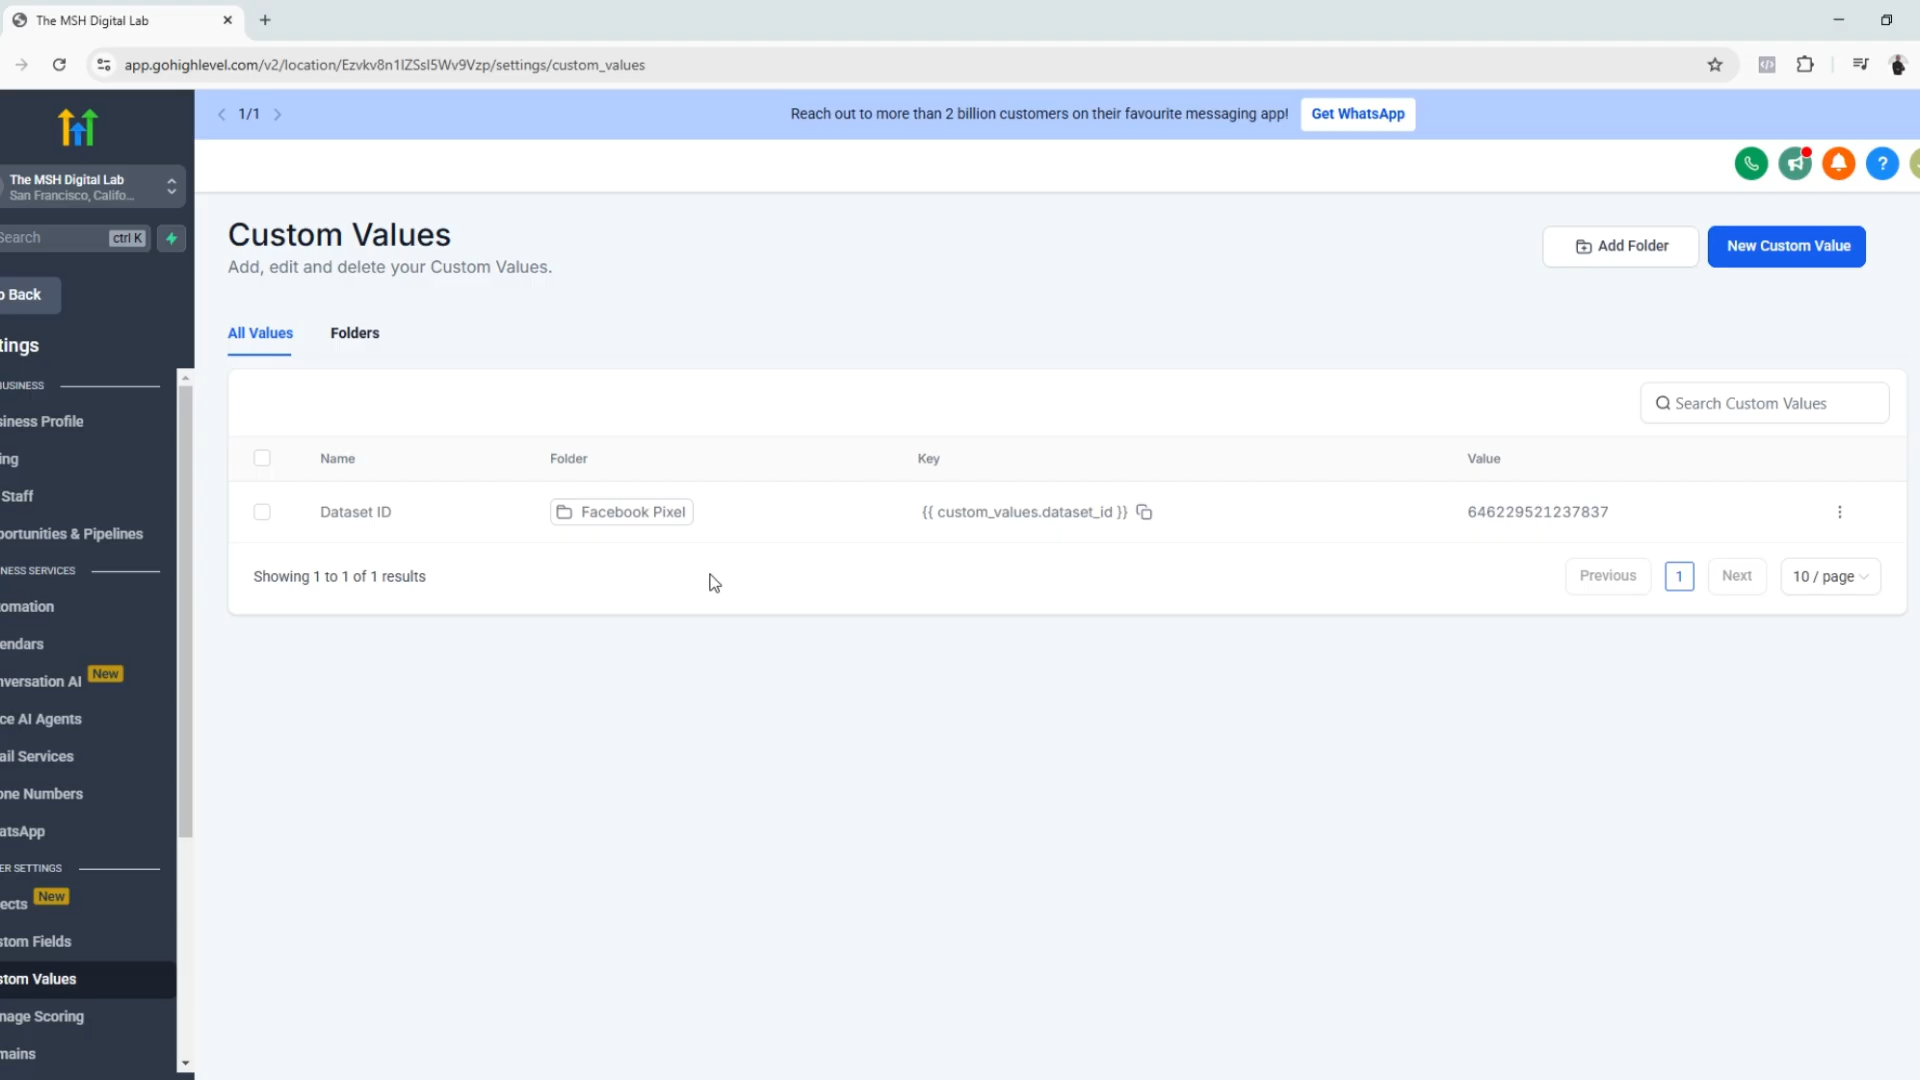 The MSH Digital Lab
app.gohighlevel.com/v2/location/Ezvkv8n1IZSsI5Wv9Vzp/settings/custom_values
1/1
Reach out to more than 2 billion customers on their favourite messaging app!
Get WhatsApp
The MSH Digital Lab
San Francisco, Califo...
Search
ctrl K
o Back
tings
BUSINESS
siness Profile
ing
Staff
portunities & Pipelines
NESS SERVICES
tomation
endars
nversation AI New
ce AI Agents
ail Services
one Numbers
atsApp
ER SETTINGS
ects New
stom Fields
stom Values
nage Scoring
mains
Custom Values
Add, edit and delete your Custom Values.
Add Folder
New Custom Value
All Values Folders
Search Custom Values
Name Folder Key Value
Dataset ID Facebook Pixel {{ custom_values.dataset_id }} 646229521237837
Showing 1 to 1 of 1 results
Previous 1 Next 10 / page